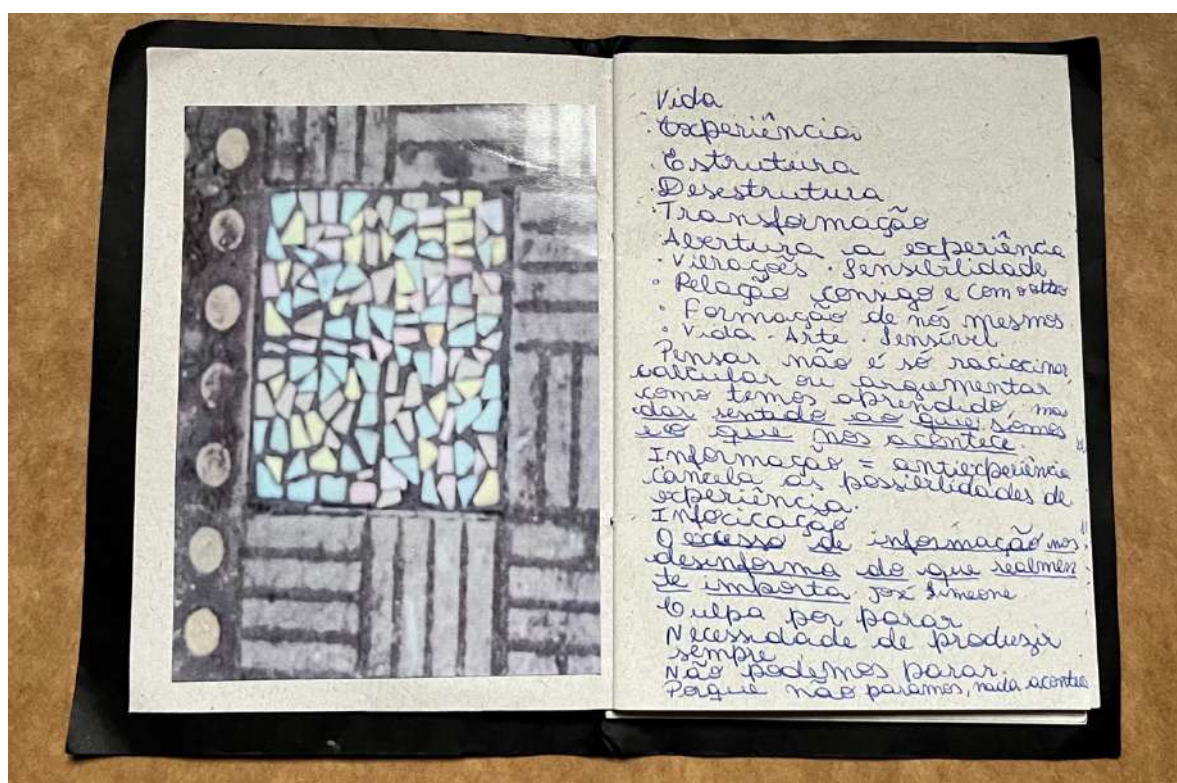 Vida
. Experiência
. Estrutura
. Desestrutura
. Transformação
. Abertura a experiência
. Vibrações . Sensibilidade
. Relação consigo e com o outro
. Formação de nós mesmos
. Vida . Arte . Sensível
Pensar não é só raciocinar,
calcular ou argumentar
como temos aprendido, mas
dar sentido ao que somos
e o que nos acontece.
Informação = antiexperiência
cancela as possibilidades de
experiência.
O excesso de informação nos
desinforma do que realmen
te importa. José Simeone
Culpa por parar
Necessidade de produzir
sempre
Não podemos parar.
Porque não paramos, nada acontece